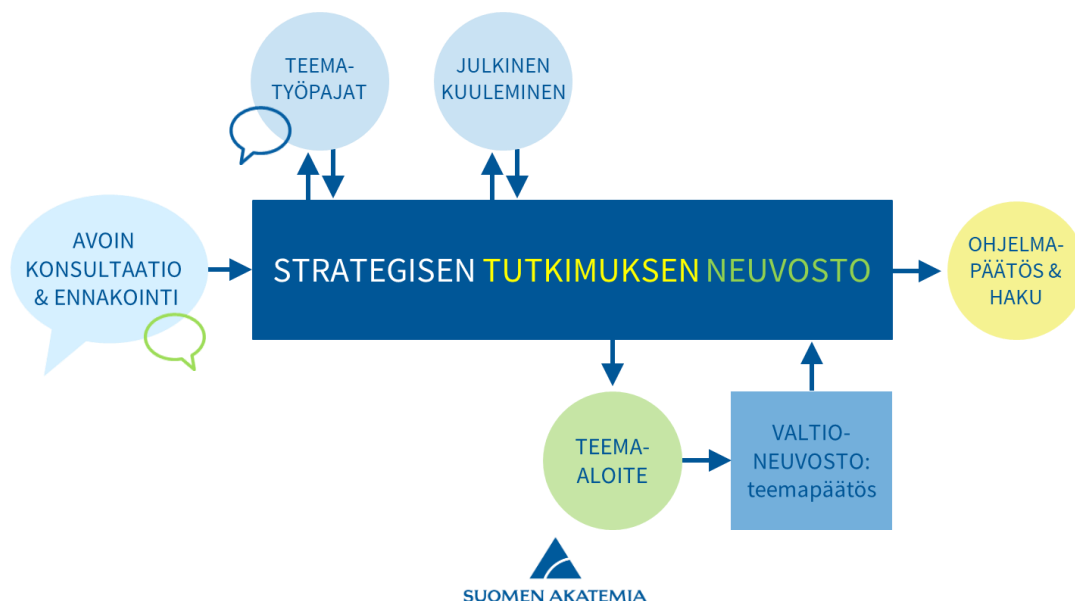 TEEMA-
TYÖPAJAT
JULKINEN
KUULEMINEN
AVOIN
KONSULTAATIO
& ENNAKOINTI
STRATEGISEN TUTKIMUKSEN NEUVOSTO
OHJELMA-
PÄÄTÖS &
HAKU
TEEMA-
ALOITE
VALTIO-
NEUVOSTO:
teemapäätös
SUOMEN AKATEMIA